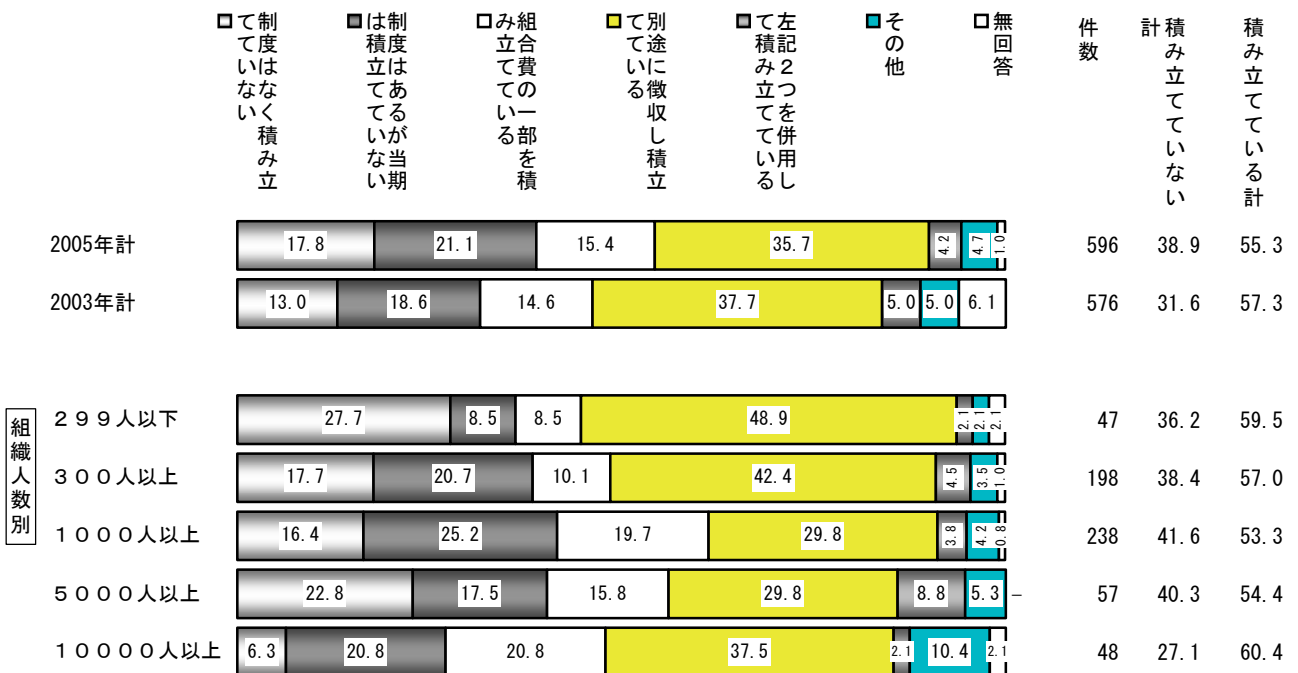 制度はなく積み立
てていない
制度はあるが当期
は積立てていない
組合費の一部を積
み立てている
別途に徴収し積立
てている
左記２つを併用し
て積み立てている
その他
無回答
件数
積み立てていない
計
積み立てている計
2005年計 17.8 21.1 15.4 35.7 4.2 4.7 1.0 596 38.9 55.3
2003年計 13.0 18.6 14.6 37.7 5.0 5.0 6.1 576 31.6 57.3
組織人数別
２９９人以下 27.7 8.5 8.5 48.9 2.1 2.1 2.1 47 36.2 59.5
３００人以上 17.7 20.7 10.1 42.4 4.5 3.5 1.0 198 38.4 57.0
１０００人以上 16.4 25.2 19.7 29.8 3.8 4.2 0.8 238 41.6 53.3
５０００人以上 22.8 17.5 15.8 29.8 8.8 5.3 － 57 40.3 54.4
１００００人以上 6.3 20.8 20.8 37.5 2.1 10.4 2.1 48 27.1 60.4